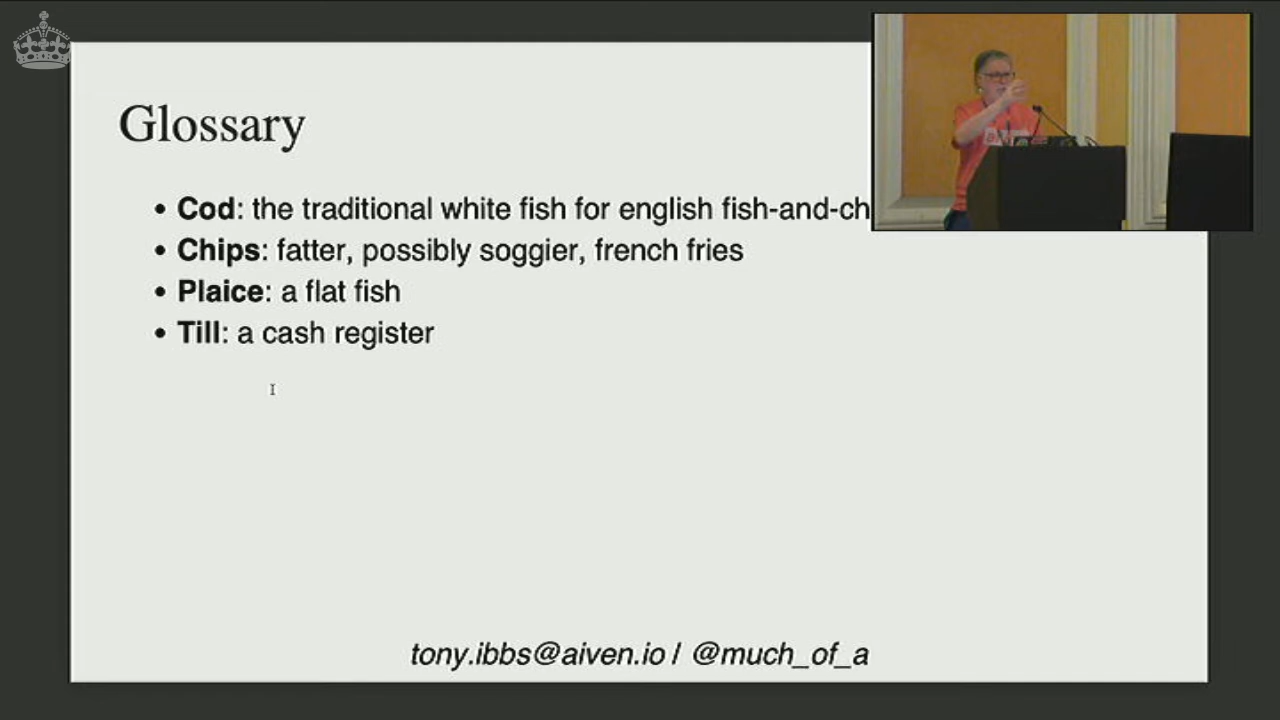 Glossary
• Cod: the traditional white fish for english fish-and-ch
• Chips: fatter, possibly soggier, french fries
• Plaice: a flat fish
• Till: a cash register
tony.ibbs@aiven.io / @much_of_a